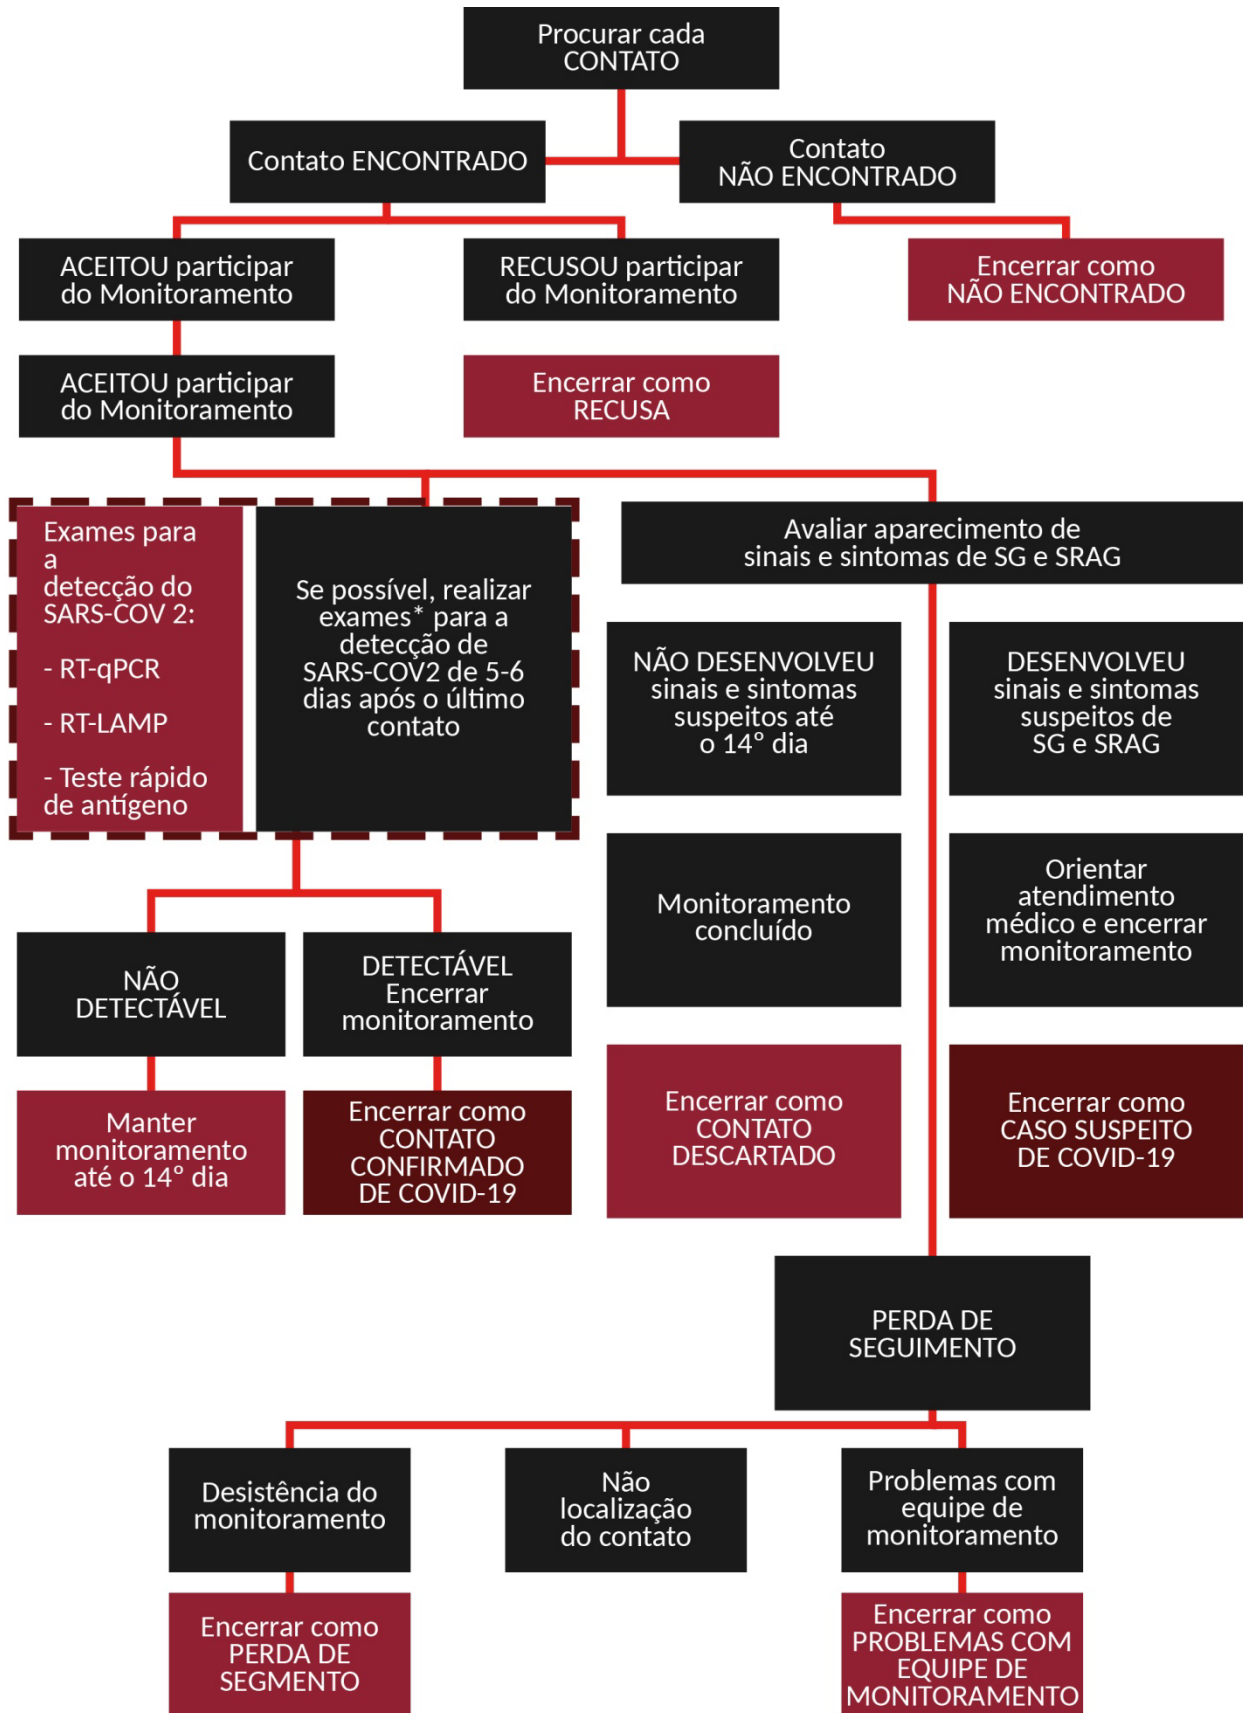 Procurar cada
CONTATO
Contato ENCONTRADO
Contato
NÃO ENCONTRADO
ACEITOU participar
do Monitoramento
RECUSOU participar
do Monitoramento
Encerrar como
NÃO ENCONTRADO
ACEITOU participar
do Monitoramento
Encerrar como
RECUSA
Exames para
a
detecção do
SARS-COV 2:
- RT-qPCR
- RT-LAMP
- Teste rápido
de antígeno
Se possível, realizar
exames* para a
detecção de
SARS-COV2 de 5-6
dias após o último
contato
Avaliar aparecimento de
sinais e sintomas de SG e SRAG
NÃO DESENVOLVEU
sinais e sintomas
suspeitos até
o 14º dia
DESENVOLVEU
sinais e sintomas
suspeitos de
SG e SRAG
Monitoramento
concluído
Orientar
atendimento
médico e encerrar
monitoramento
NÃO
DETECTÁVEL
DETECTÁVEL
Encerrar
monitoramento
Manter
monitoramento
até o 14º dia
Encerrar como
CONTATO
CONFIRMADO
DE COVID-19
Encerrar como
CONTATO
DESCARTADO
Encerrar como
CASO SUSPEITO
DE COVID-19
PERDA DE
SEGUIMENTO
Desistência do
monitoramento
Não
localização
do contato
Problemas com
equipe de
monitoramento
Encerrar como
PERDA DE
SEGMENTO
Encerrar como
PROBLEMAS COM
EQUIPE DE
MONITORAMENTO